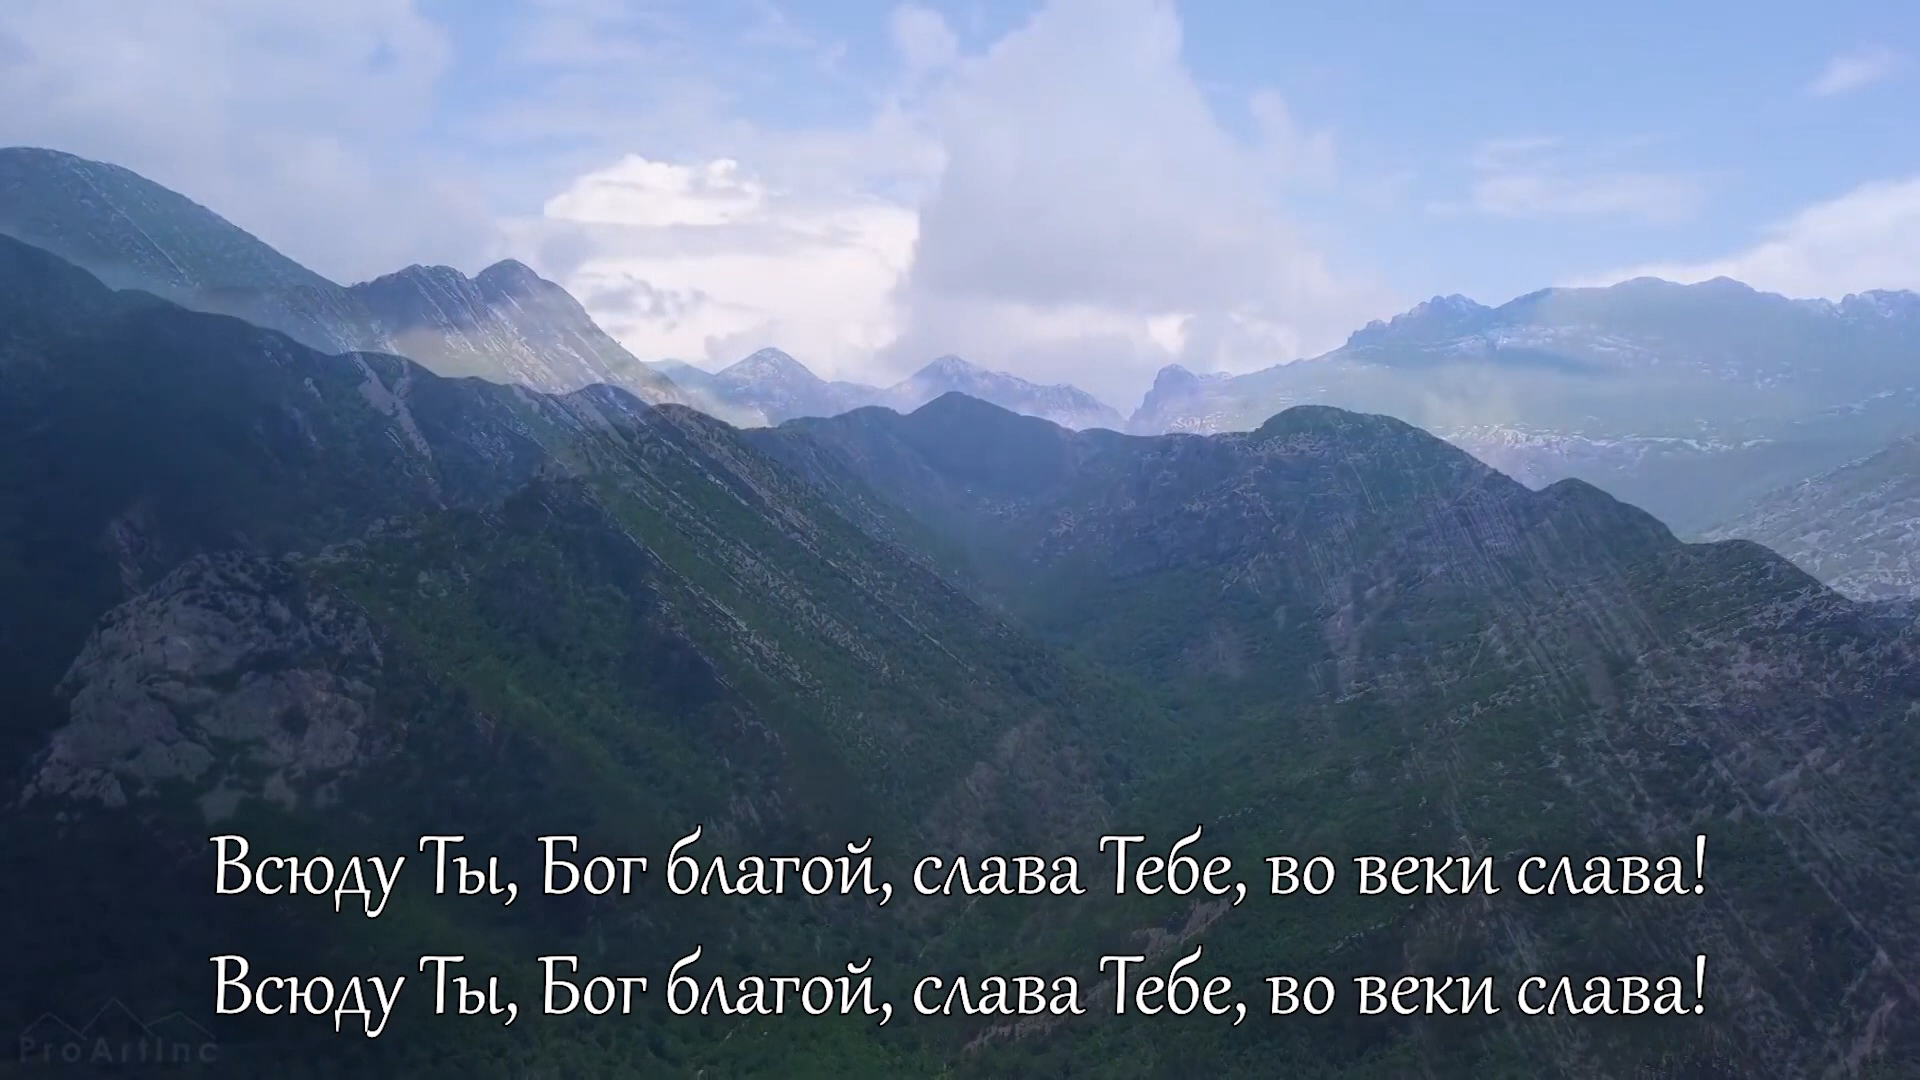 Всюду Ты, Бог благой, слава Тебе, во веки слава!
Всюду Ты, Бог благой, слава Тебе, во веки слава!
ProArtInc